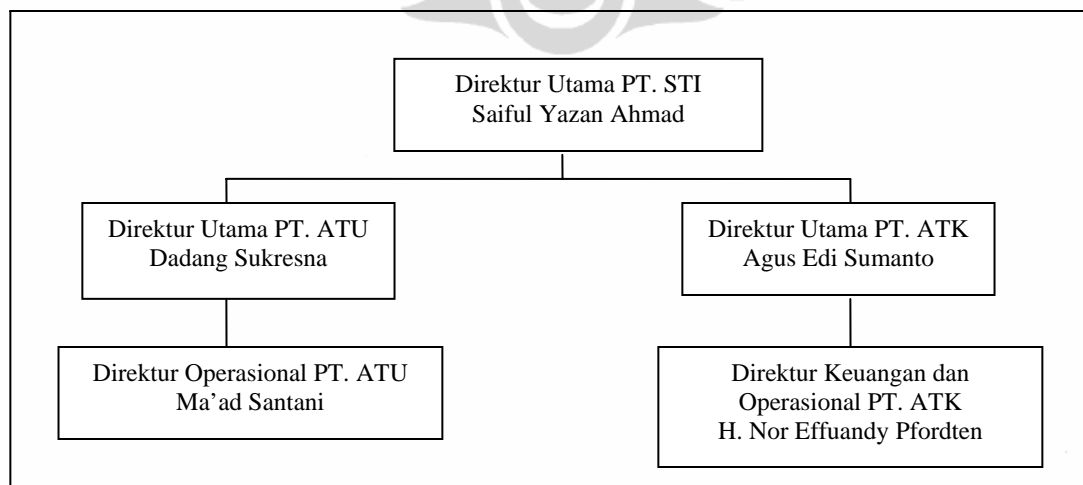 Direktur Utama PT. STI
Saiful Yazan Ahmad
Direktur Utama PT. ATU
Dadang Sukresna
Direktur Utama PT. ATK
Agus Edi Sumanto
Direktur Operasional PT. ATU
Ma’ad Santani
Direktur Keuangan dan
Operasional PT. ATK
H. Nor Effuandy Pfordten